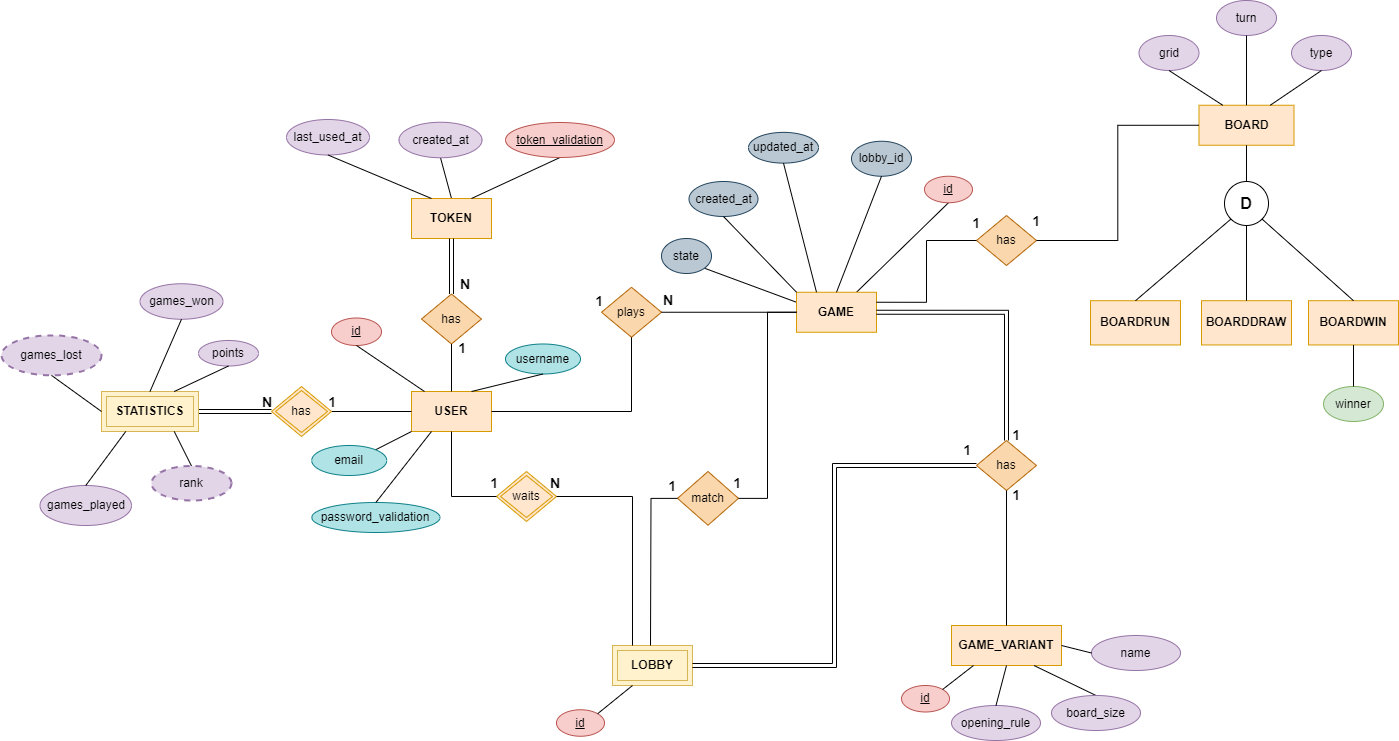 turn
grid
type
BOARD
last_used_at
created_at
token_validation
updated_at
lobby_id
created_at
id
D
TOKEN
1
1
has
state
games_won
N
has
1
1
N
plays
GAME
BOARDRUN
BOARDDRAW
BOARDWIN
games_lost
points
id
username
winner
STATISTICS
N
has
1
USER
email
1
1
has
1
rank
games_played
password_validation
1
waits
N
1
match
1
LOBBY
GAME_VARIANT
name
id
id
opening_rule
board_size